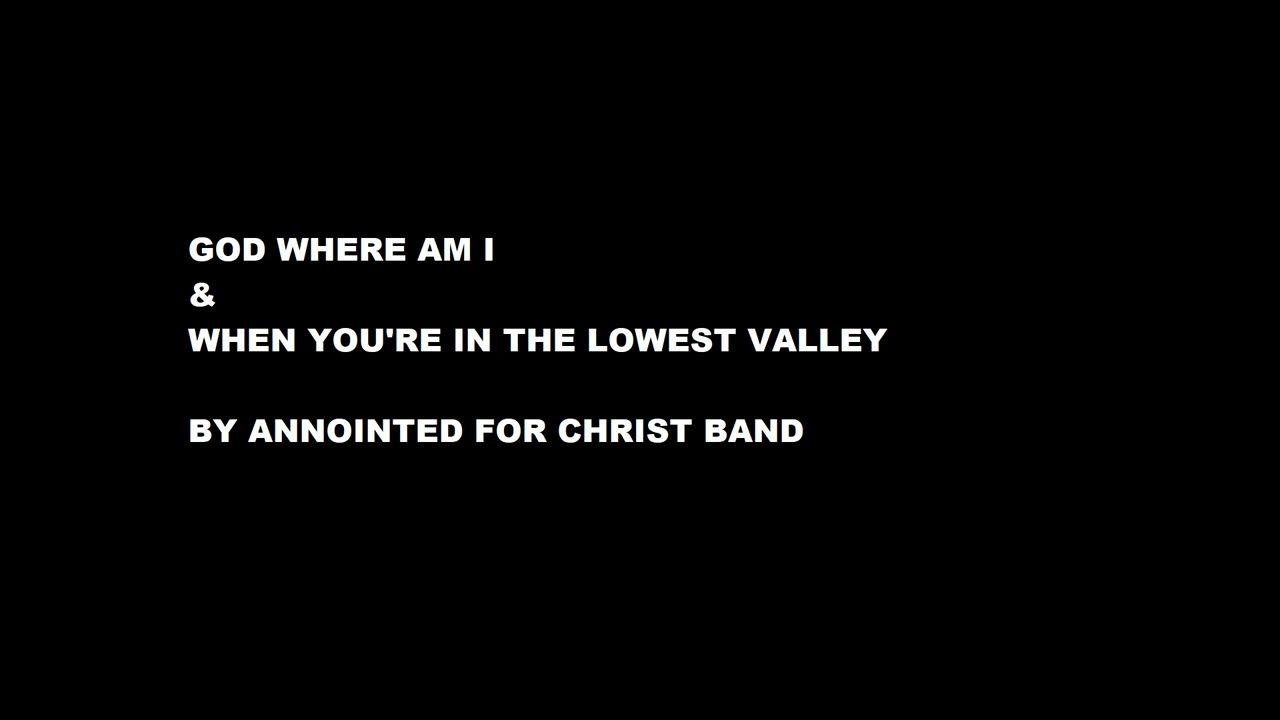 GOD WHERE AM I
&
WHEN YOU'RE IN THE LOWEST VALLEY
BY ANNOINTED FOR CHRIST BAND